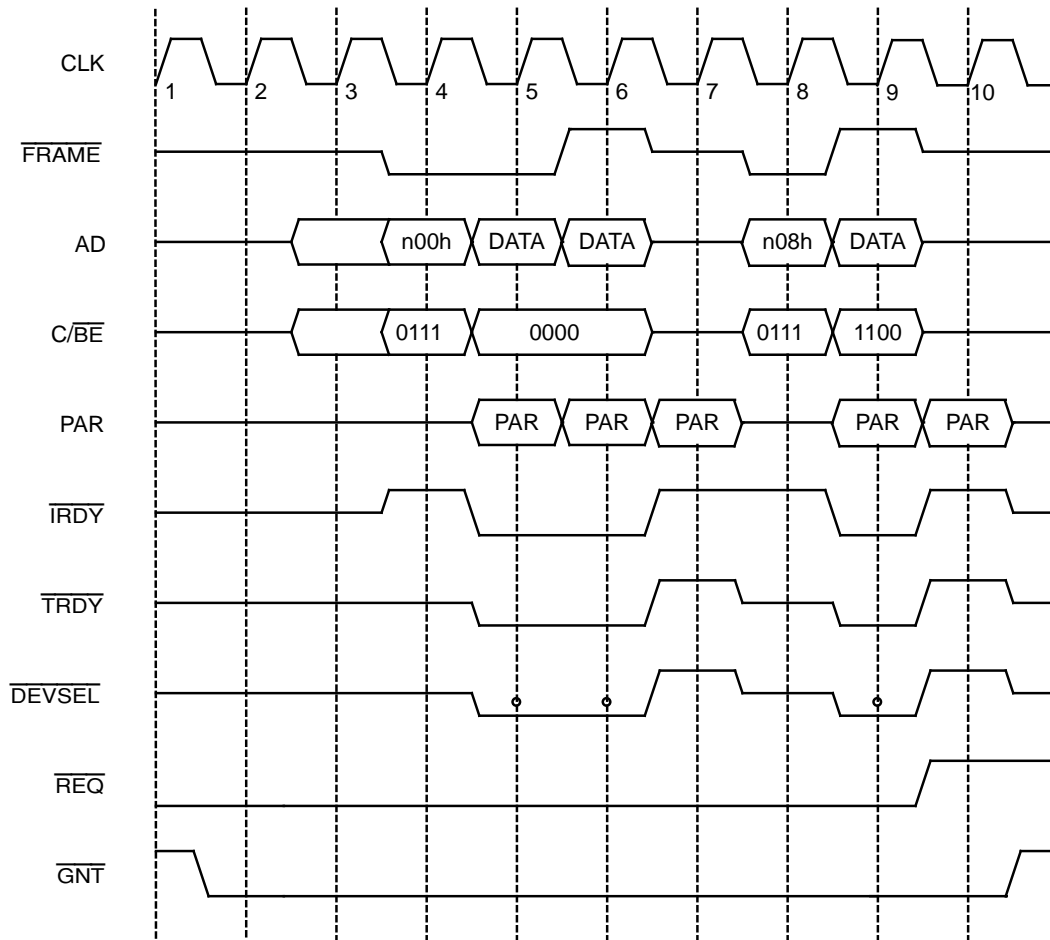 CLK
1 2 3 4 5 6 7 8 9 10
FRAME
AD n00h DATA DATA n08h DATA
C/BE 0111 0000 0111 1100
PAR PAR PAR PAR PAR PAR
IRDY
TRDY
DEVSEL
REQ
GNT